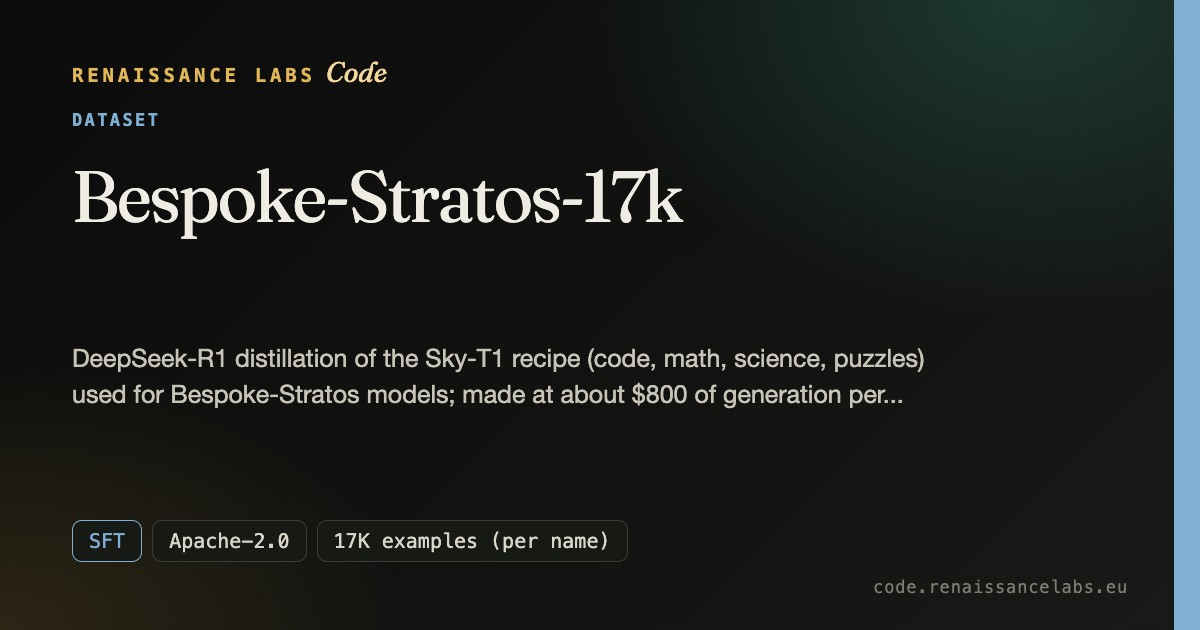 RENAISSANCE LABS Code
DATASET
Bespoke-Stratos-17k
DeepSeek-R1 distillation of the Sky-T1 recipe (code, math, science, puzzles)
used for Bespoke-Stratos models; made at about $800 of generation per...
SFT
Apache-2.0
17K examples (per name)
code.renaissancelabs.eu